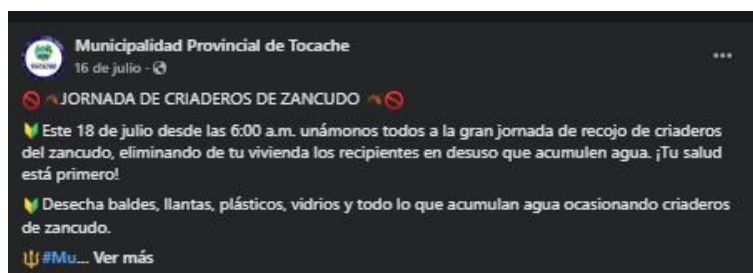 Municipalidad Provincial de Tocache
16 de julio ·
JORNADA DE CRIADEROS DE ZANCUDO
Este 18 de julio desde las 6:00 a.m. unámonos todos a la gran jornada de recojo de criaderos
del zancudo, eliminando de tu vivienda los recipientes en desuso que acumulen agua. ¡Tu salud
está primero!
Desecha baldes, llantas, plásticos, vidrios y todo lo que acumulan agua ocasionando criaderos
de zancudo.
#Mu... Ver más